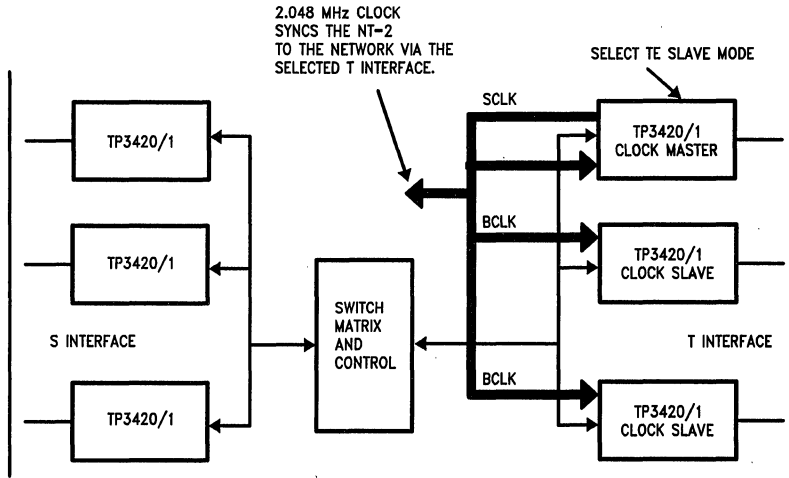 2.048 MHz CLOCK
SYNCS THE NT-2
TO THE NETWORK VIA THE
SELECTED T INTERFACE.
SELECT TE SLAVE MODE
SCLK
TP3420/1
TP3420/1
CLOCK MASTER
BCLK
TP3420/1
TP3420/1
CLOCK SLAVE
S INTERFACE
SWITCH
MATRIX
AND
CONTROL
T INTERFACE
BCLK
TP3420/1
TP3420/1
CLOCK SLAVE